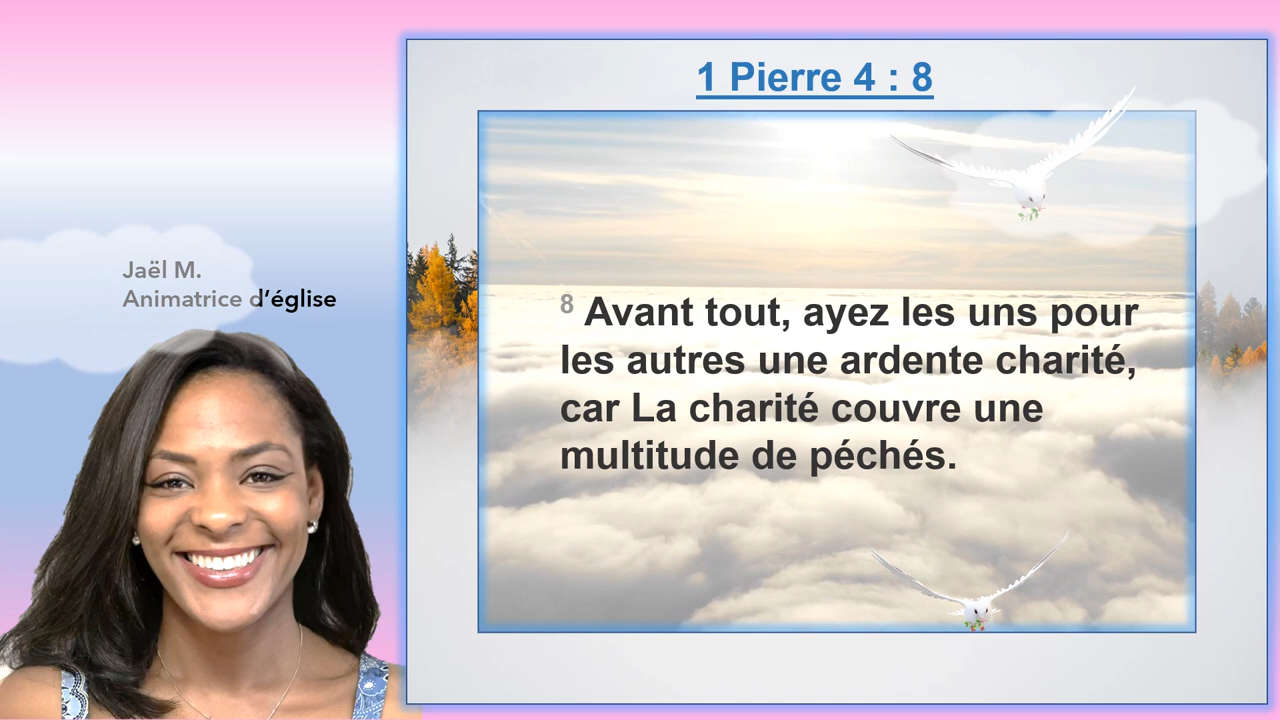 1 Pierre 4 : 8
Jaël M.
Animatrice d'église
8 Avant tout, ayez les uns pour
les autres une ardente charité,
car La charité couvre une
multitude de péchés.